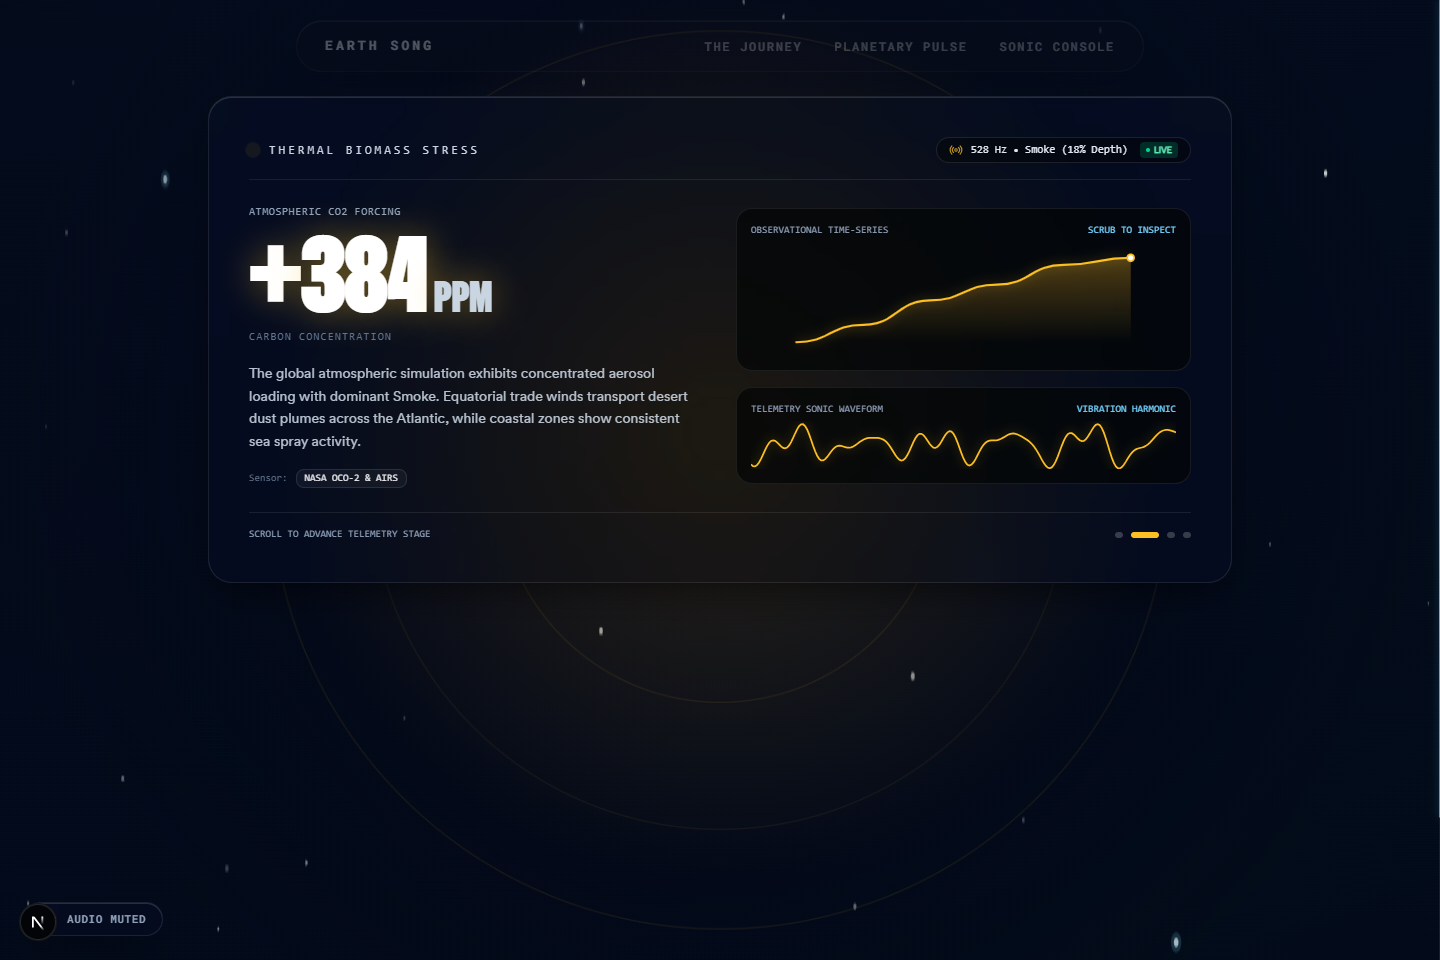 EARTH SONG
THE JOURNEY PLANETARY PULSE SONIC CONSOLE
THERMAL BIOMASS STRESS
528 Hz • Smoke (18% Depth) • LIVE
ATMOSPHERIC CO2 FORCING
+384 PPM
CARBON CONCENTRATION
The global atmospheric simulation exhibits concentrated aerosol
loading with dominant Smoke. Equatorial trade winds transport desert
dust plumes across the Atlantic, while coastal zones show consistent
sea spray activity.
Sensor: NASA OCO-2 & AIRS
OBSERVATIONAL TIME-SERIES SCRUB TO INSPECT
TELEMETRY SONIC WAVEFORM VIBRATION HARMONIC
SCROLL TO ADVANCE TELEMETRY STAGE
N AUDIO MUTED